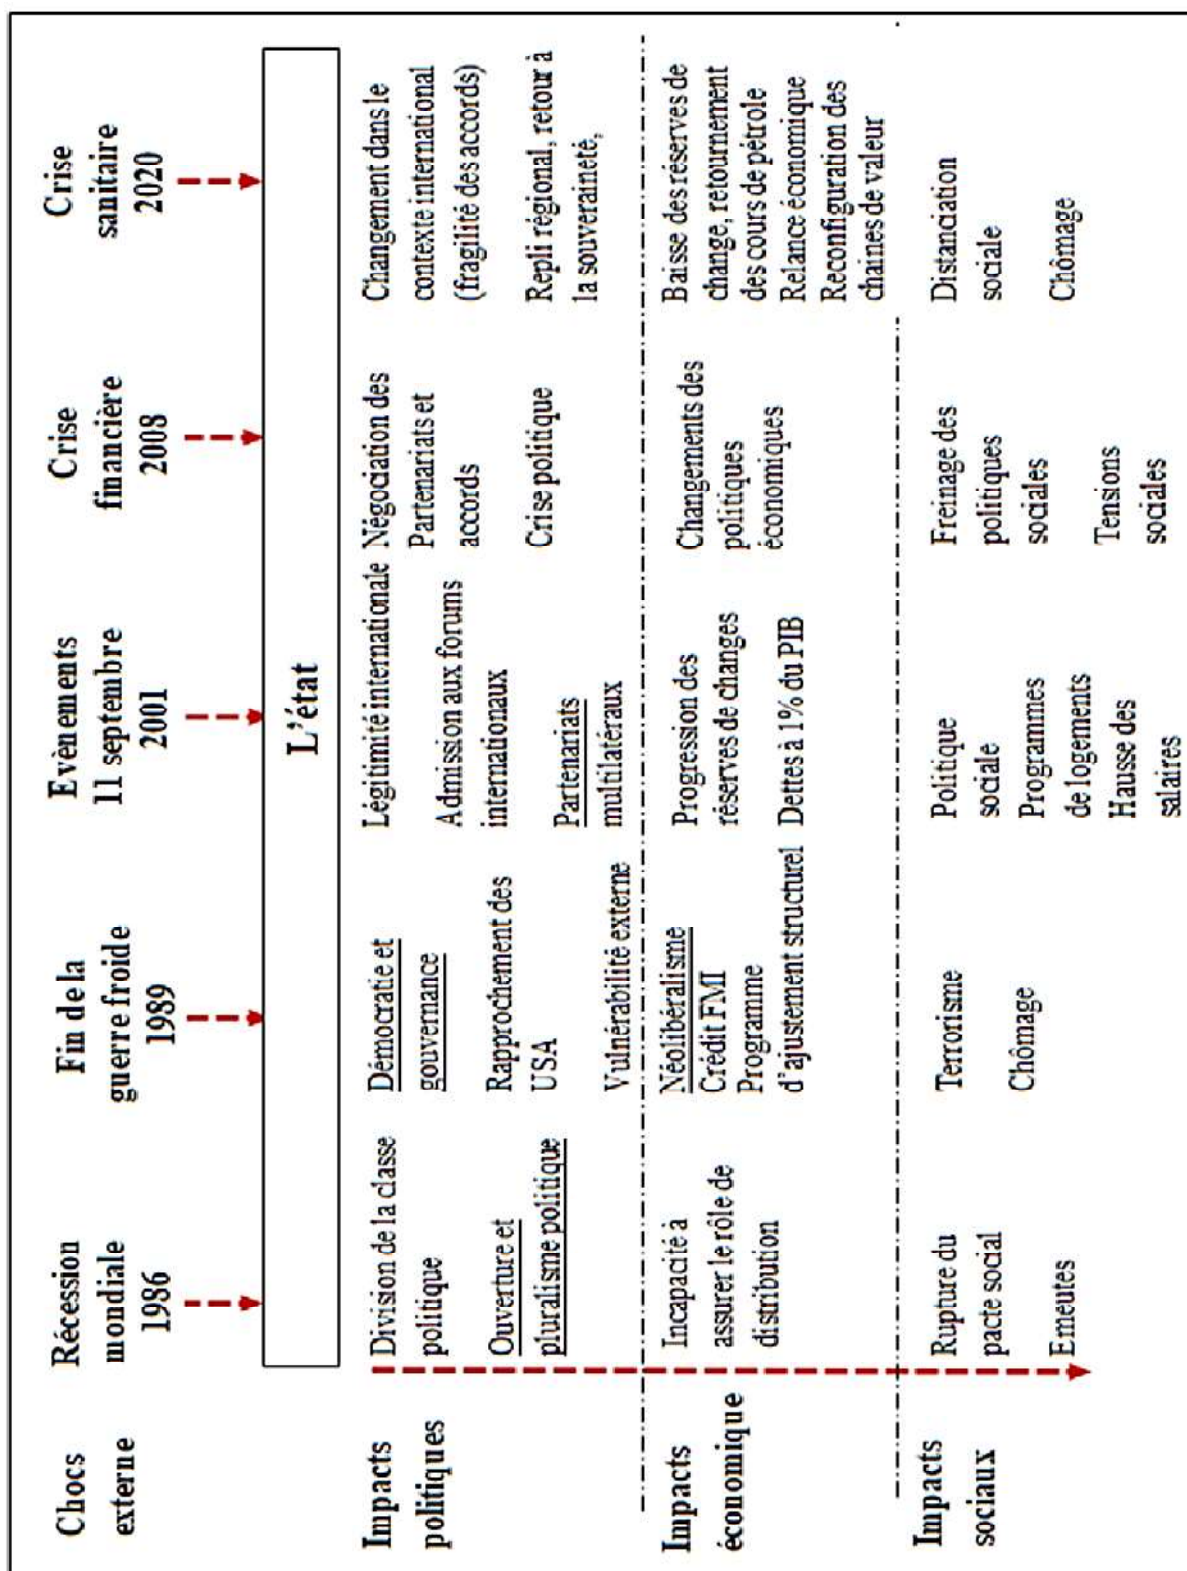 Chocs
externe
Récession
mondiale
1986
Fin de la
guerre froide
1989
Evènements
11 septembre
2001
Crise
financière
2008
Crise
sanitaire
2020
L'état
Impacts
politiques
Division de la classe
politique
Ouverture et
pluralisme politique
Démocratie et
gouvernance
Rapprochement des
USA
Vulnérabilité externe
Légitimité internationale
Admission aux forums
internationaux
Partenariats
multilatéraux
Négociation des
Partenariats et
accords
Crise politique
Changement dans le
contexte international
(fragilité des accords)
Repli régional, retour à
la souveraineté,
Impacts
économique
Incapacité à
assurer le rôle de
distribution
Néolibéralisme
Crédit FMI
Programme
d'ajustement structurel
Progression des
réserves de changes
Dettes à 1% du PIB
Changements des
politiques
économiques
Baisse des réserves de
change, retournement
des cours de pétrole
Relance économique
Reconfiguration des
chaines de valeur
Impacts
sociaux
Rupture du
pacte social
Emeutes
Terrorisme
Chômage
Politique
sociale
Programmes
de logements
Hausse des
salaires
Freinage des
politiques
sociales
Tensions
sociales
Distanciation
sociale
Chômage